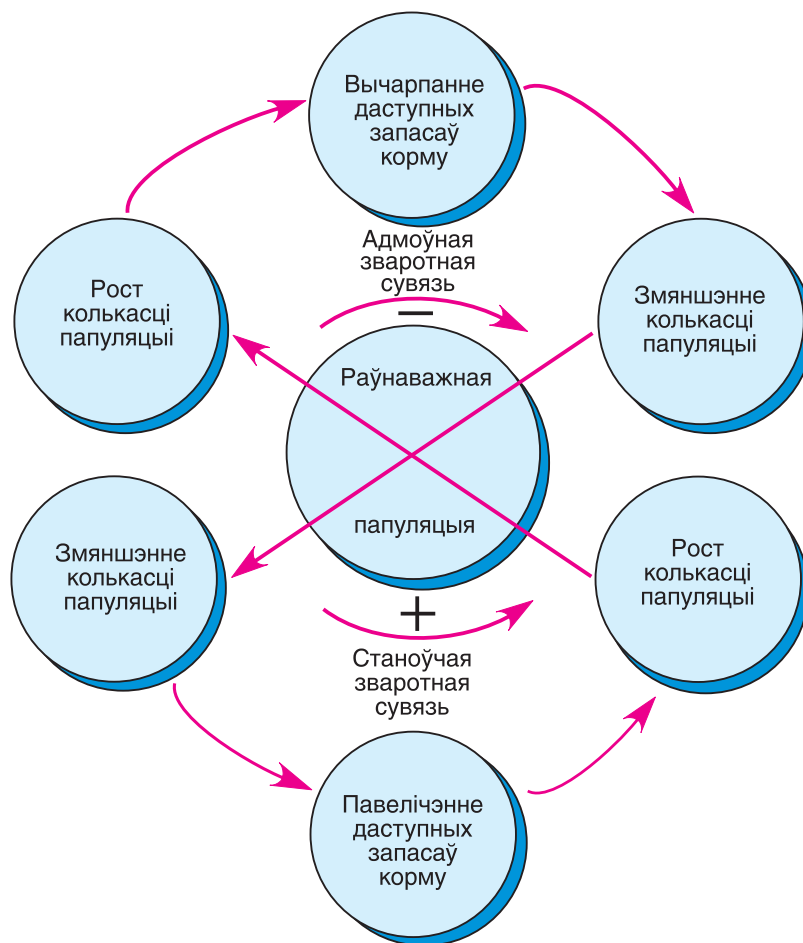 Вычарпанне
даступных
запасаў
корму
Адмоўная
зваротная
сувязь
−
Рост
колькасці
папуляцыі
Змяншэнне
колькасці
папуляцыі
Раўнаважная
папуляцыя
Змяншэнне
колькасці
папуляцыі
Рост
колькасці
папуляцыі
+
Станоўчая
зваротная
сувязь
Павелічэнне
даступных
запасаў
корму